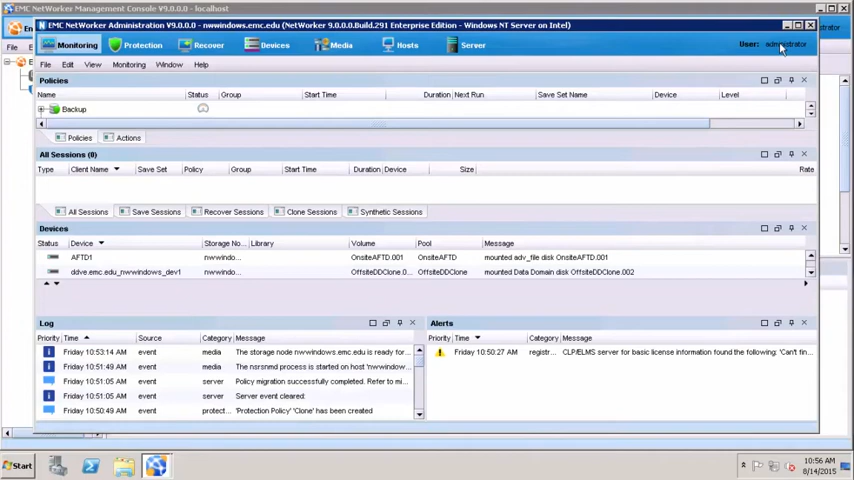 EMC NetWorker Management Console V9.0.0.0 - localhost
EMC NetWorker Administration V9.0.0.0 - nwwindows.emc.edu (NetWorker 9.0.0.0.Build.291 Enterprise Edition - Windows NT Server on Intel)
Monitoring Protection Recover Devices Media Hosts Server User: administrator
File Edit View Monitoring Window Help
Policies
Name Status Group Start Time Duration Next Run Save Set Name Device Level
Backup
Policies Actions
All Sessions (0)
Type Client Name Save Set Policy Group Start Time Duration Device Size Rate
All Sessions Save Sessions Recover Sessions Clone Sessions Synthetic Sessions
Devices
Status Device Storage No... Library Volume Pool Message
AFTD1 nwwindo... OnsiteAFTD.001 OnsiteAFTD mounted adv_file disk OnsiteAFTD.001
ddve.emc.edu_nwwindows_dev1 nwwindo... OffsiteDDClone.0... OffsiteDDClone mounted Data Domain disk OffsiteDDClone.002
Log
Priority Time Source Category Message
Friday 10:53:14 AM event media The storage node nwwindows.emc.edu is ready for...
Friday 10:51:49 AM event media The nsrsnmd process is started on host 'nwwindow...
Friday 10:51:05 AM event server Policy migration successfully completed. Refer to mi...
Friday 10:51:05 AM event server Server event cleared:
Friday 10:50:49 AM event protect... 'Protection Policy' 'Clone' has been created
Alerts
Priority Time Category Message
Friday 10:50:27 AM registr... CLP/ELMS server for basic license information found the following: 'Can't fin...
Start
10:56 AM
8/14/2015